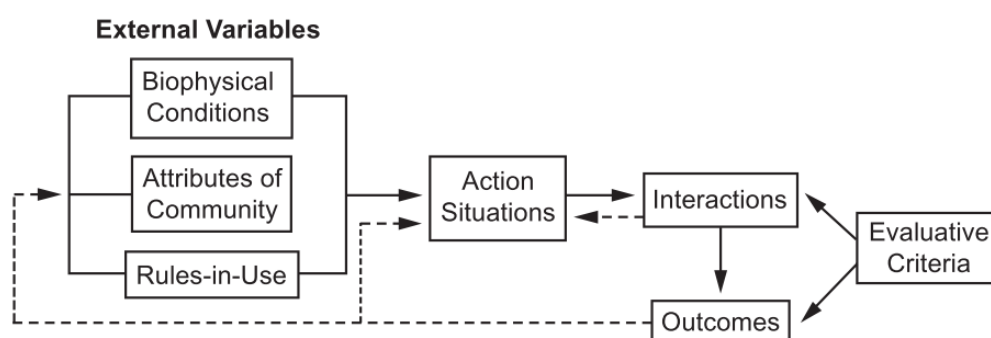 External Variables
Biophysical
Conditions
Attributes of
Community
Rules-in-Use
Action
Situations
Interactions
Outcomes
Evaluative
Criteria